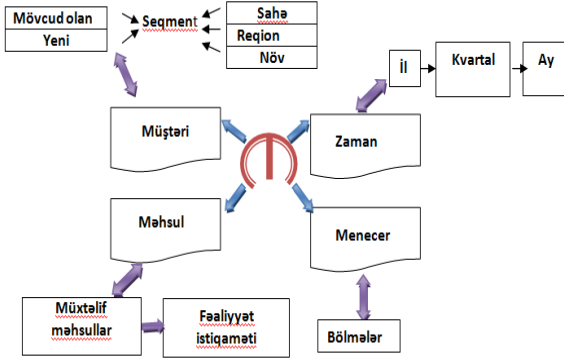 Mövcud olan
Yeni
Seqment
Sahə
Reqion
Növ
İl
Kvartal
Ay
Müştəri
Zaman
Məhsul
Menecer
Müxtəlif
məhsullar
Fəaliyyət
istiqaməti
Bölmələr